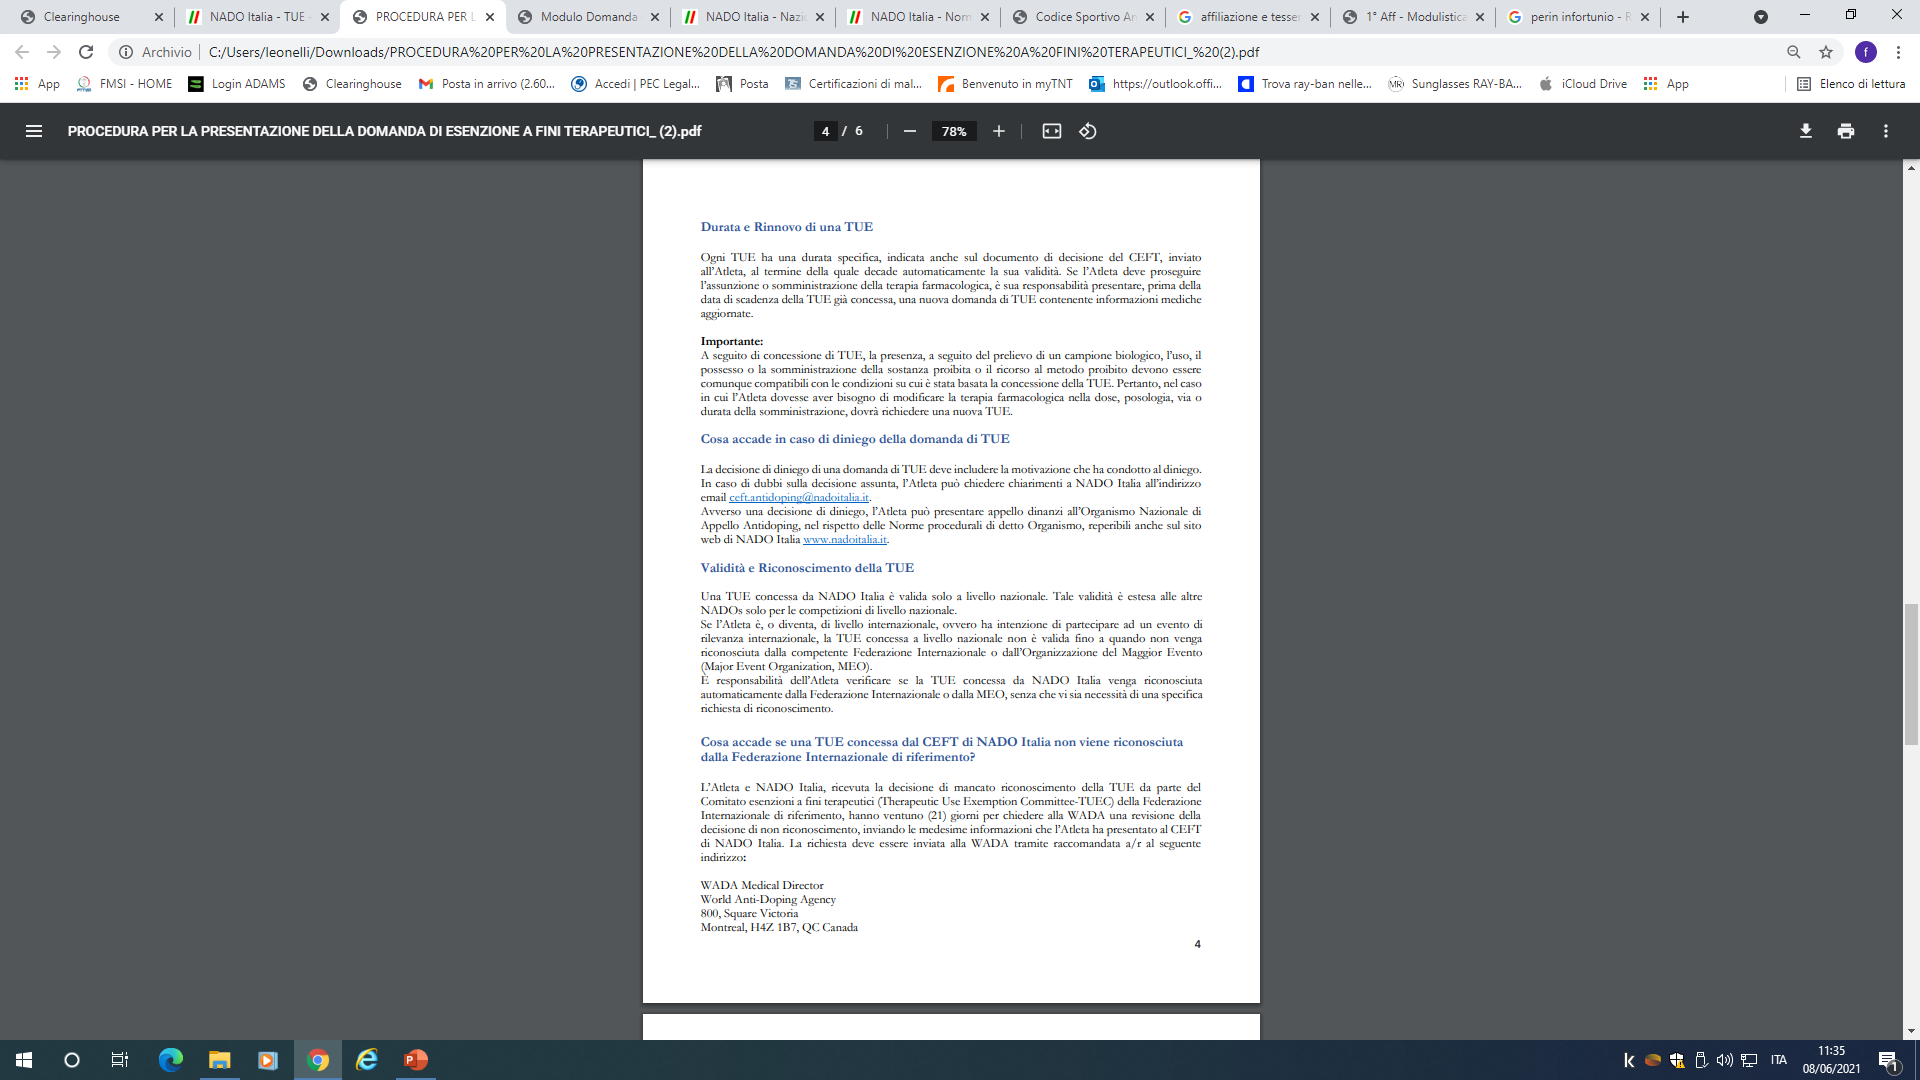 Clearinghouse
NADO Italia - TUE -
PROCEDURA PER L
Modulo Domanda
NADO Italia - Nazi
NADO Italia - Nor
Codice Sportivo An
affiliazione e tesser
1° Aff - Modulistica
perin infortunio - R
Archivio
C:/Users/leonelli/Downloads/PROCEDURA%20PER%20LA%20PRESENTAZIONE%20DELLA%20DOMANDA%20DI%20ESENZIONE%20A%20FINI%20TERAPEUTICI_%20(2).pdf
f
App
FMSI - HOME
Login ADAMS
Clearinghouse
Posta in arrivo (2.60...
Accedi | PEC Legal...
Posta
Certificazioni di mal...
Benvenuto in myTNT
https://outlook.offi...
Trova ray-ban nelle...
Sunglasses RAY-BA...
iCloud Drive
App
Elenco di lettura
PROCEDURA PER LA PRESENTAZIONE DELLA DOMANDA DI ESENZIONE A FINI TERAPEUTICI_ (2).pdf
4 / 6
78%
Durata e Rinnovo di una TUE
Ogni TUE ha una durata specifica, indicata anche sul documento di decisione del CEFT, inviato
all’Atleta, al termine della quale decade automaticamente la sua validità. Se l’Atleta deve proseguire
l’assunzione o somministrazione della terapia farmacologica, è sua responsabilità presentare, prima della
data di scadenza della TUE già concessa, una nuova domanda di TUE contenente informazioni mediche
aggiornate.
Importante:
A seguito di concessione di TUE, la presenza, a seguito del prelievo di un campione biologico, l’uso, il
possesso o la somministrazione della sostanza proibita o il ricorso al metodo proibito devono essere
comunque compatibili con le condizioni su cui è stata basata la concessione della TUE. Pertanto, nel caso
in cui l’Atleta dovesse aver bisogno di modificare la terapia farmacologica nella dose, posologia, via o
durata della somministrazione, dovrà richiedere una nuova TUE.
Cosa accade in caso di diniego della domanda di TUE
La decisione di diniego di una domanda di TUE deve includere la motivazione che ha condotto al diniego.
In caso di dubbi sulla decisione assunta, l’Atleta può chiedere chiarimenti a NADO Italia all’indirizzo
email ceft.antidoping@nadoitalia.it.
Avverso una decisione di diniego, l’Atleta può presentare appello dinanzi all’Organismo Nazionale di
Appello Antidoping, nel rispetto delle Norme procedurali di detto Organismo, reperibili anche sul sito
web di NADO Italia www.nadoitalia.it.
Validità e Riconoscimento della TUE
Una TUE concessa da NADO Italia è valida solo a livello nazionale. Tale validità è estesa alle altre
NADOs solo per le competizioni di livello nazionale.
Se l’Atleta è, o diventa, di livello internazionale, ovvero ha intenzione di partecipare ad un evento di
rilevanza internazionale, la TUE concessa a livello nazionale non è valida fino a quando non venga
riconosciuta dalla competente Federazione Internazionale o dall’Organizzazione del Maggior Evento
(Major Event Organization, MEO).
È responsabilità dell’Atleta verificare se la TUE concessa da NADO Italia venga riconosciuta
automaticamente dalla Federazione Internazionale o dalla MEO, senza che vi sia necessità di una specifica
richiesta di riconoscimento.
Cosa accade se una TUE concessa dal CEFT di NADO Italia non viene riconosciuta
dalla Federazione Internazionale di riferimento?
L’Atleta e NADO Italia, ricevuta la decisione di mancato riconoscimento della TUE da parte del
Comitato esenzioni a fini terapeutici (Therapeutic Use Exemption Committee-TUEC) della Federazione
Internazionale di riferimento, hanno ventuno (21) giorni per chiedere alla WADA una revisione della
decisione di non riconoscimento, inviando le medesime informazioni che l’Atleta ha presentato al CEFT
di NADO Italia. La richiesta deve essere inviata alla WADA tramite raccomandata a/r al seguente
indirizzo:
WADA Medical Director
World Anti-Doping Agency
800, Square Victoria
Montreal, H4Z 1B7, QC Canada
4
ITA
11:35
08/06/2021
1